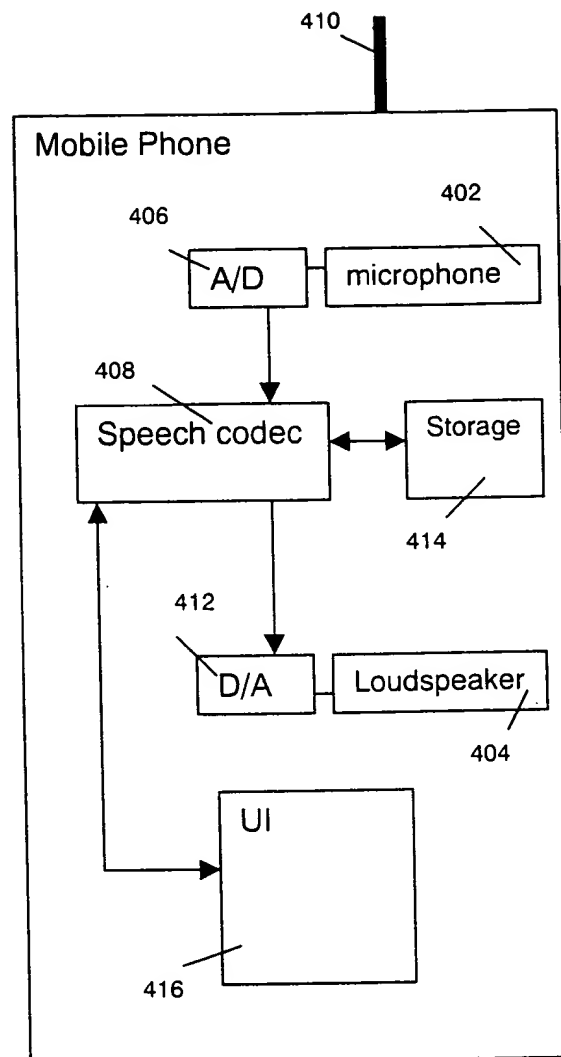 410
Mobile Phone
406
402
A/D
microphone
408
Speech codec
Storage
414
412
D/A
Loudspeaker
404
UI
416